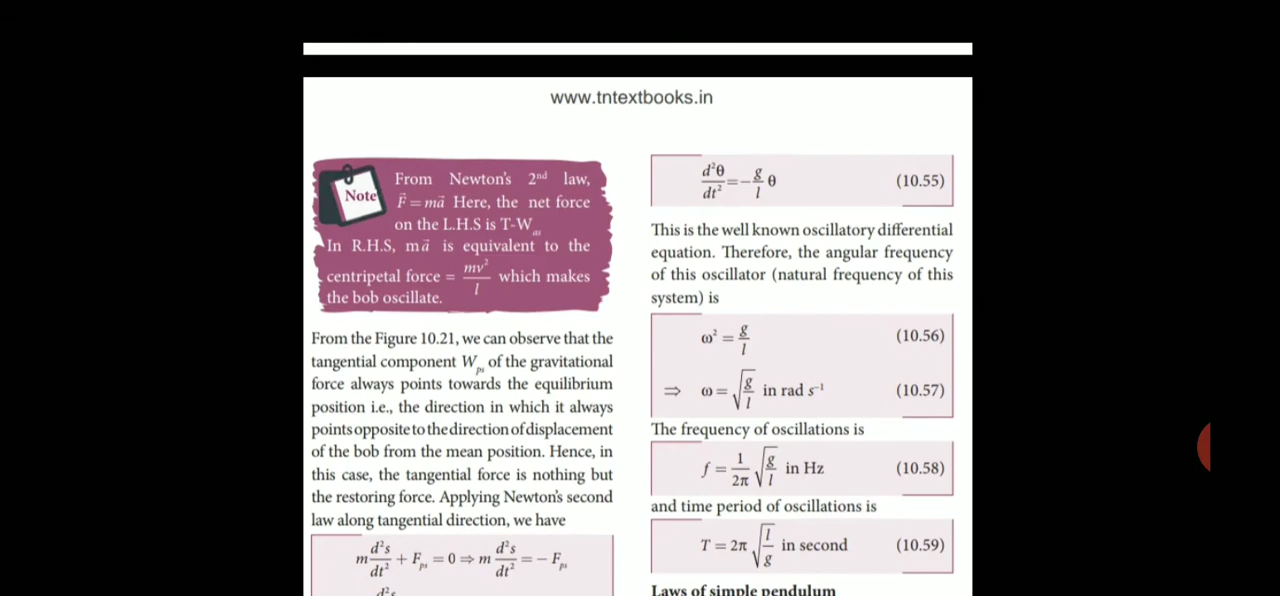 www.tntextbooks.in
Note
From Newton's 2nd law,
F⃗ = ma⃗ Here, the net force
on the L.H.S is T-W_as
In R.H.S, ma⃗ is equivalent to the
centripetal force = mv²/l which makes
the bob oscillate.
From the Figure 10.21, we can observe that the
tangential component W_ps of the gravitational
force always points towards the equilibrium
position i.e., the direction in which it always
points opposite to the direction of displacement
of the bob from the mean position. Hence, in
this case, the tangential force is nothing but
the restoring force. Applying Newton's second
law along tangential direction, we have
m d²s/dt² + F_ps = 0 ⇒ m d²s/dt² = − F_ps
d²s
d²θ/dt² = − g/l θ (10.55)
This is the well known oscillatory differential
equation. Therefore, the angular frequency
of this oscillator (natural frequency of this
system) is
ω² = g/l (10.56)
⇒ ω = √(g/l) in rad s⁻¹ (10.57)
The frequency of oscillations is
f = 1/2π √(g/l) in Hz (10.58)
and time period of oscillations is
T = 2π √(l/g) in second (10.59)
Laws of simple pendulum